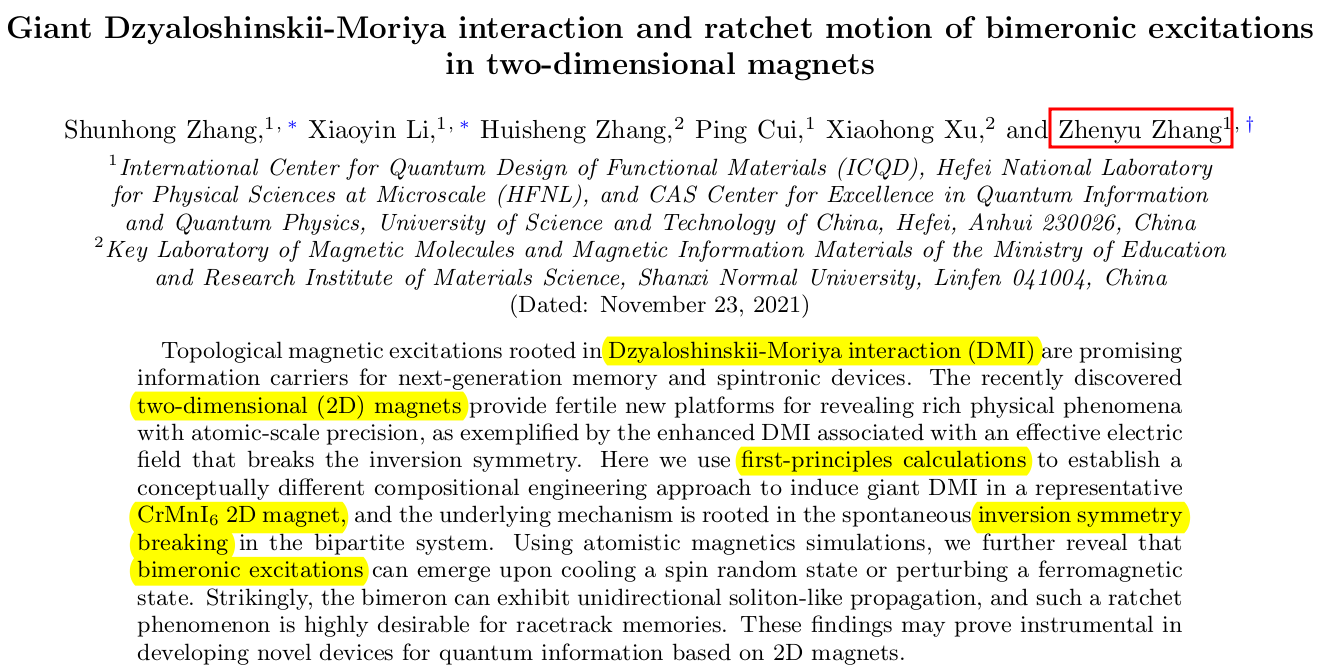 Giant Dzyaloshinskii-Moriya interaction and ratchet motion of bimeronic excitations
in two-dimensional magnets
Shunhong Zhang,1, * Xiaoyin Li,1, * Huisheng Zhang,2 Ping Cui,1 Xiaohong Xu,2 and Zhenyu Zhang1, †
1International Center for Quantum Design of Functional Materials (ICQD), Hefei National Laboratory
for Physical Sciences at Microscale (HFNL), and CAS Center for Excellence in Quantum Information
and Quantum Physics, University of Science and Technology of China, Hefei, Anhui 230026, China
2Key Laboratory of Magnetic Molecules and Magnetic Information Materials of the Ministry of Education
and Research Institute of Materials Science, Shanxi Normal University, Linfen 041004, China
(Dated: November 23, 2021)
Topological magnetic excitations rooted in Dzyaloshinskii-Moriya interaction (DMI) are promising
information carriers for next-generation memory and spintronic devices. The recently discovered
two-dimensional (2D) magnets provide fertile new platforms for revealing rich physical phenomena
with atomic-scale precision, as exemplified by the enhanced DMI associated with an effective electric
field that breaks the inversion symmetry. Here we use first-principles calculations to establish a
conceptually different compositional engineering approach to induce giant DMI in a representative
CrMnI6 2D magnet, and the underlying mechanism is rooted in the spontaneous inversion symmetry
breaking in the bipartite system. Using atomistic magnetics simulations, we further reveal that
bimeronic excitations can emerge upon cooling a spin random state or perturbing a ferromagnetic
state. Strikingly, the bimeron can exhibit unidirectional soliton-like propagation, and such a ratchet
phenomenon is highly desirable for racetrack memories. These findings may prove instrumental in
developing novel devices for quantum information based on 2D magnets.